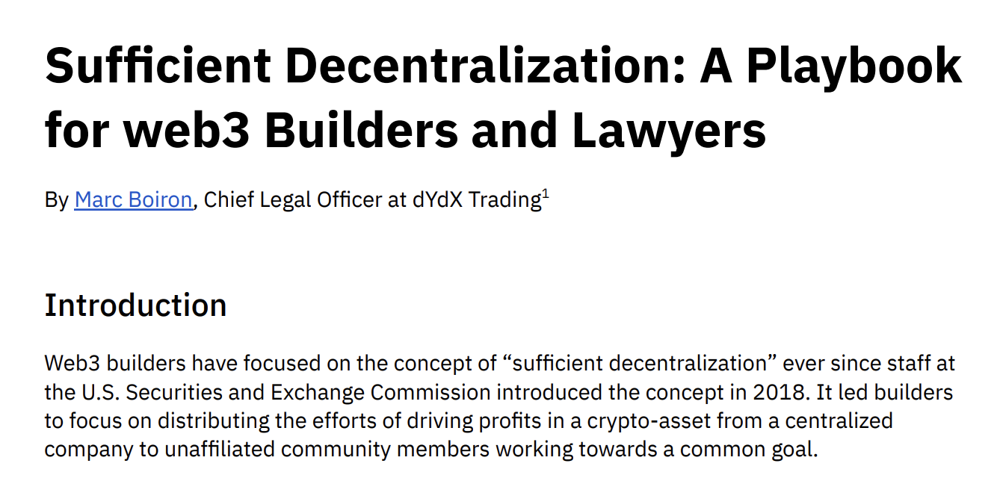 Sufficient Decentralization: A Playbook
for web3 Builders and Lawyers
By Marc Boiron, Chief Legal Officer at dYdX Trading1
Introduction
Web3 builders have focused on the concept of “sufficient decentralization” ever since staff at
the U.S. Securities and Exchange Commission introduced the concept in 2018. It led builders
to focus on distributing the efforts of driving profits in a crypto-asset from a centralized
company to unaffiliated community members working towards a common goal.